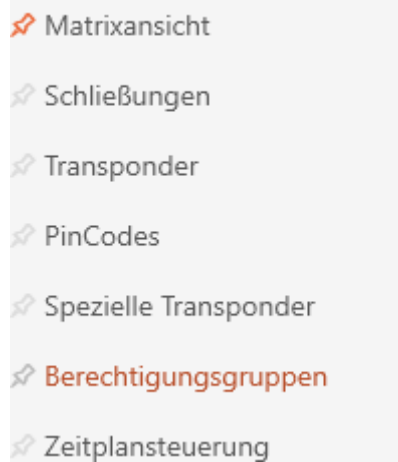 Matrixansicht
Schließungen
Transponder
PinCodes
Spezielle Transponder
Berechtigungsgruppen
Zeitplansteuerung